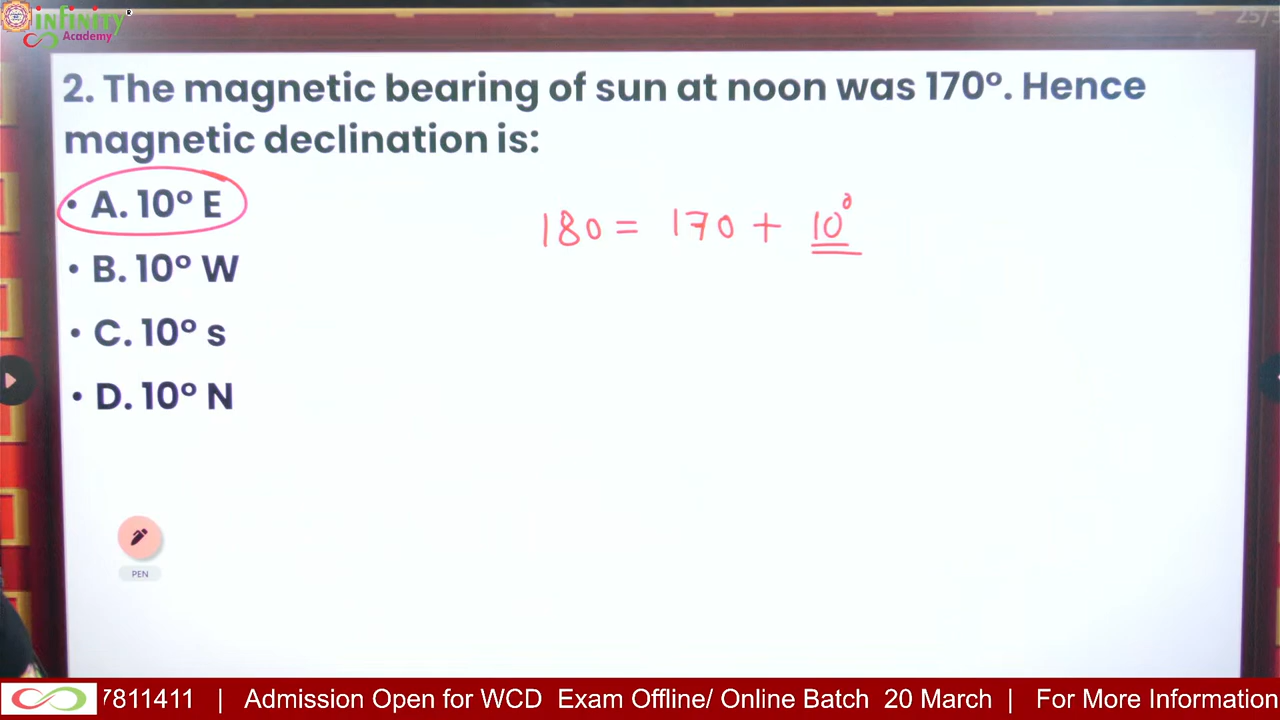 infinity
Academy
25/
2. The magnetic bearing of sun at noon was 170°. Hence
magnetic declination is:
• A. 10° E
180 = 170 + 10°
• B. 10° W
• C. 10° s
• D. 10° N
PEN
7811411 | Admission Open for WCD Exam Offline/ Online Batch 20 March | For More Information